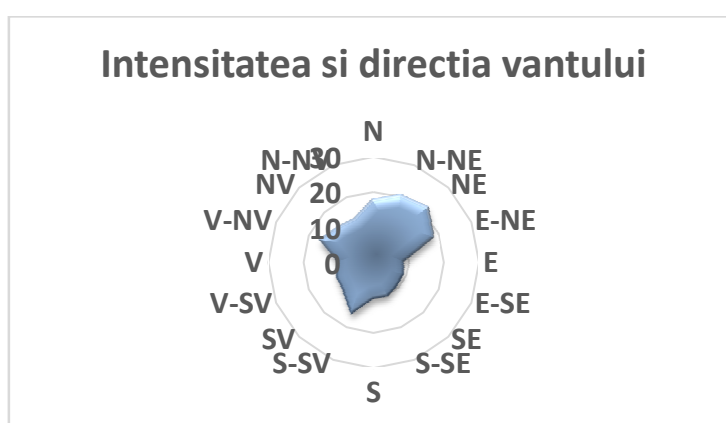 Intensitatea si directia vantului
N
N-NV 30 N-NE
NV NE
20
V-NV E-NE
10
V 0 E
V-SV E-SE
SV SE
S-SV S-SE
S